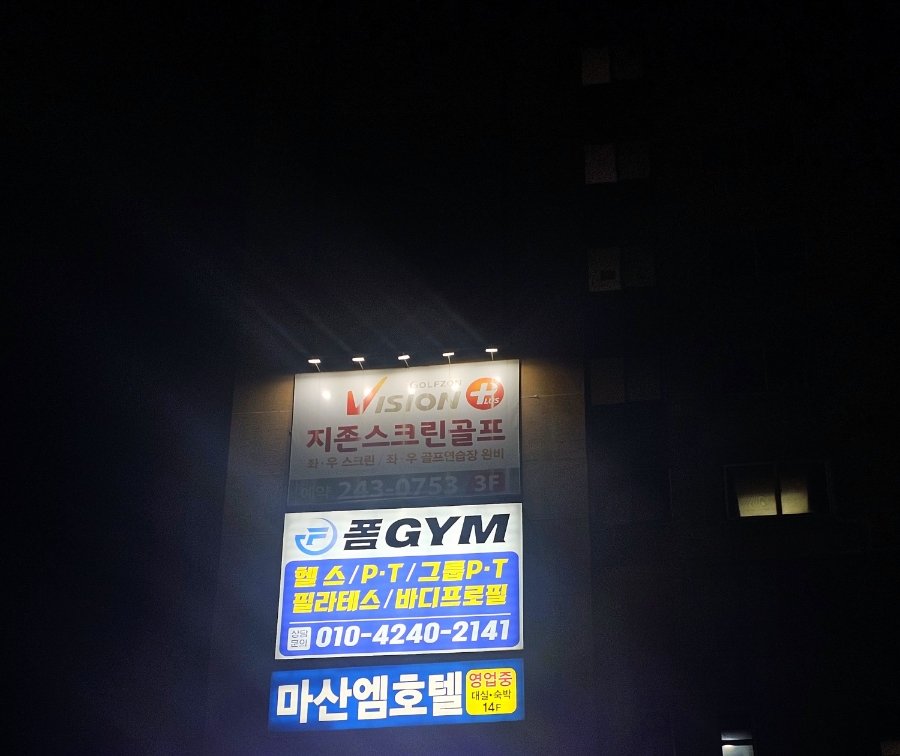 GOLFZON
VISION PLUS
지존스크린골프
좌·우 스크린 / 좌·우 골프연습장 완비
예약 243-0753 3F
폼GYM
헬스/P·T/그룹P·T
필라테스/바디프로필
상담문의 010-4240-2141
마산엠호텔
영업중
대실·숙박
14F